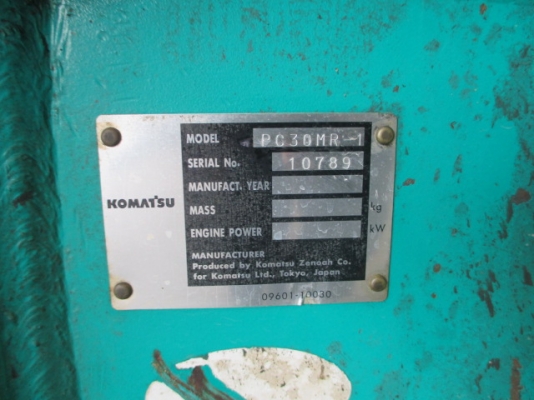 MODEL PC30MR-1
SERIAL No. 10789
MANUFACT. YEAR
KOMATSU
MASS kg
ENGINE POWER kW
MANUFACTURER
Produced by Komatsu Zenoah Co.
for Komatsu Ltd., Tokyo, Japan
09601-10030